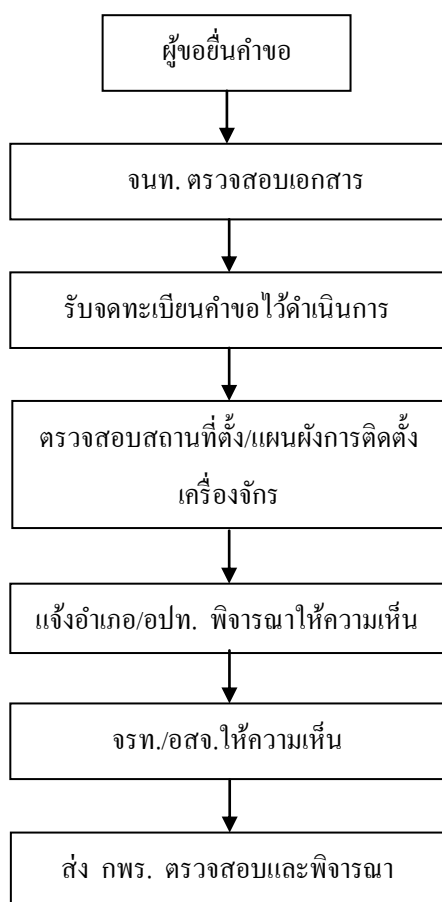 ผู้ขอยื่นคำขอ
จนท. ตรวจสอบเอกสาร
รับจดทะเบียนคำขอไว้ดำเนินการ
ตรวจสอบสถานที่ตั้ง/แผนผังการติดตั้ง
เครื่องจักร
แจ้งอำเภอ/อปท. พิจารณาให้ความเห็น
จรท./อสจ.ให้ความเห็น
ส่ง กพร. ตรวจสอบและพิจารณา